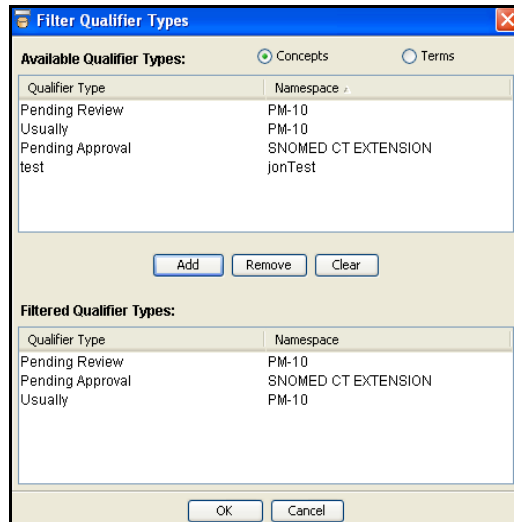 Filter Qualifier Types
Available Qualifier Types: Concepts Terms
Qualifier Type Namespace
Pending Review PM-10
Usually PM-10
Pending Approval SNOMED CT EXTENSION
test jonTest
Add Remove Clear
Filtered Qualifier Types:
Qualifier Type Namespace
Pending Review PM-10
Pending Approval SNOMED CT EXTENSION
Usually PM-10
OK Cancel